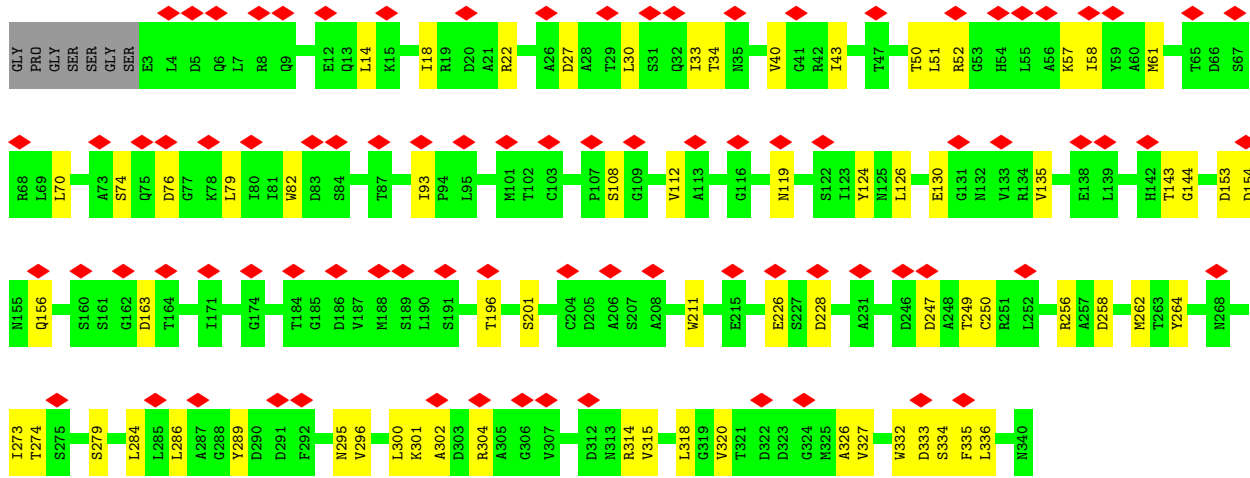 GLY PRO GLY SER SER GLY SER E3 L4 D5 Q6 L7 R8 Q9 E12 Q13 L14 K15 I18 R19 D20 A21 R22 A26 D27 A28 T29 L30 S31 Q32 I33 T34 N35 V40 G41 R42 I43 T47 T50 L51 R52 G53 H54 L55 A56 K57 I58 Y59 A60 M61 T65 D66 S67
R68 L69 L70 A73 S74 Q75 D76 G77 K78 L79 I80 I81 W82 D83 S84 T87 I93 P94 L95 M101 T102 C103 P107 S108 G109 V112 A113 G116 N119 S122 I123 Y124 N125 L126 E130 G131 N132 V133 R134 V135 E138 L139 H142 T143 G144 D153 D154
N155 Q156 S160 S161 G162 D163 T164 I171 G174 T184 G185 D186 V187 M188 S189 L190 S191 T196 S201 C204 D205 A206 S207 A208 W211 E215 E226 S227 D228 A231 D246 D247 A248 T249 C250 R251 L252 R256 A257 D258 M262 T263 Y264 N268
I273 T274 S275 S279 L284 L285 L286 A287 G288 Y289 D290 D291 F292 N295 V296 L300 K301 A302 D303 R304 A305 G306 V307 D312 N313 R314 V315 L318 G319 V320 T321 D322 D323 G324 M325 A326 V327 W332 D333 S334 F335 L336 N340